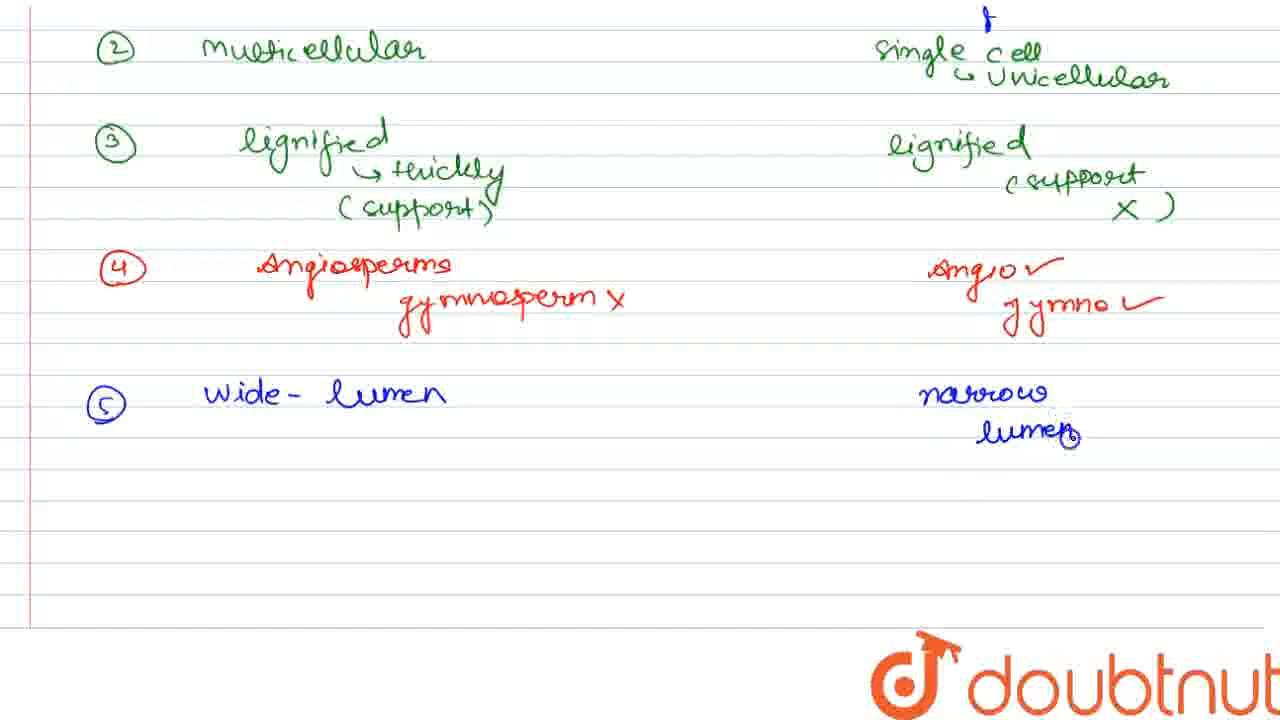 ② multicellular single cell
↳ Unicellular
③ lignified lignified
↳ thickly (support
(support) x )
④ Angiosperms Angio ✓
gymnosperm x gymno ✓
⑤ wide - lumen narrow
lumen
doubtnut